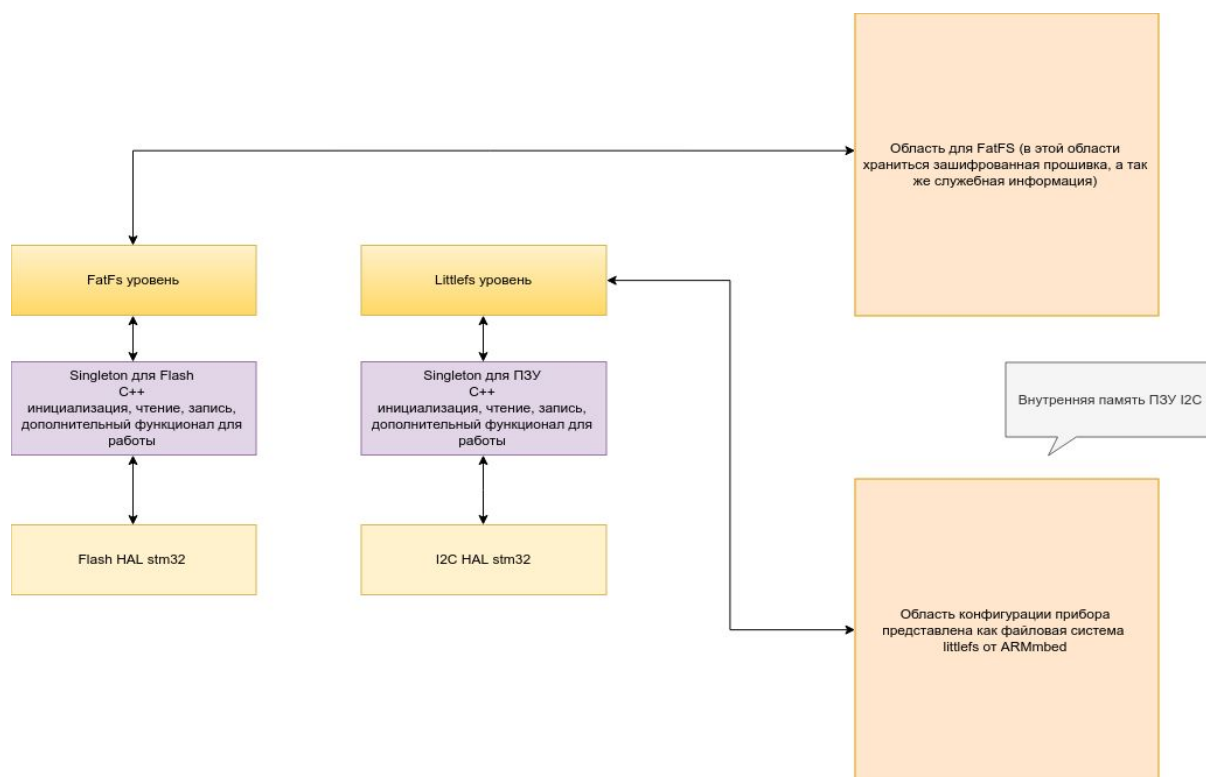 Область для FatFS (в этой области
храниться зашифрованная прошивка, а так
же служебная информация)
FatFs уровень
Littlefs уровень
Singleton для Flash
C++
инициализация, чтение, запись,
дополнительный функционал для
работы
Singleton для ПЗУ
C++
инициализация, чтение, запись,
дополнительный функционал для
работы
Внутренняя память ПЗУ I2C
Flash HAL stm32
I2C HAL stm32
Область конфигурации прибора
представлена как файловая система
littlefs от ARMmbed